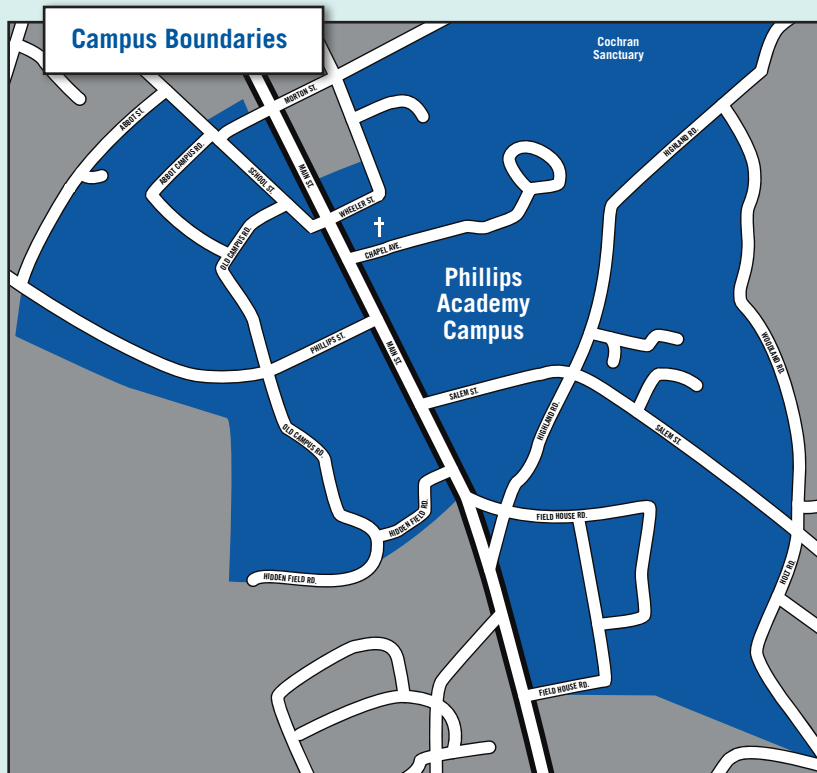 Campus Boundaries
Cochran
Sanctuary
MORTON ST.
ABBOT ST.
HIGHLAND RD.
ABBOT CAMPUS RD.
SCHOOL ST.
MAIN ST.
WHEELER ST.
OLD CAMPUS RD.
CHAPEL AVE.
Phillips
Academy
Campus
PHILLIPS ST.
MAIN ST.
WOODLAND RD.
SALEM ST.
HIGHLAND RD.
SALEM ST.
OLD CAMPUS RD.
HIDDEN FIELD RD.
FIELD HOUSE RD.
HIDDEN FIELD RD.
HOLT RD.
FIELD HOUSE RD.